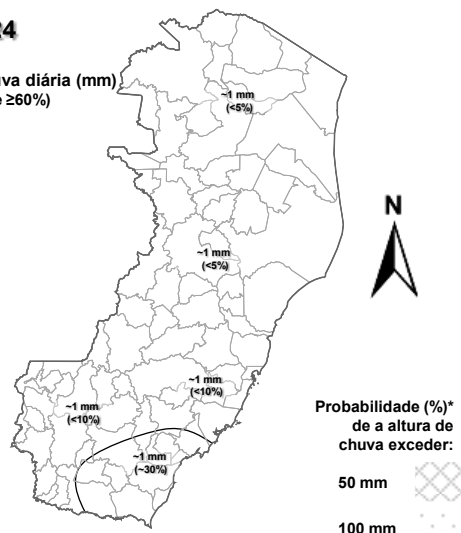 24
uva diária (mm)
e ≥60%)
~1 mm
(<5%)
N
~1 mm
(<5%)
~1 mm
(<10%)
~1 mm
(<10%)
~1 mm
(~30%)
Probabilidade (%)*
de a altura de
chuva exceder:
50 mm
100 mm